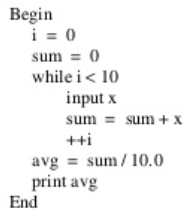 Begin
i = 0
sum = 0
while i < 10
input x
sum = sum + x
++i
avg = sum / 10.0
print avg
End